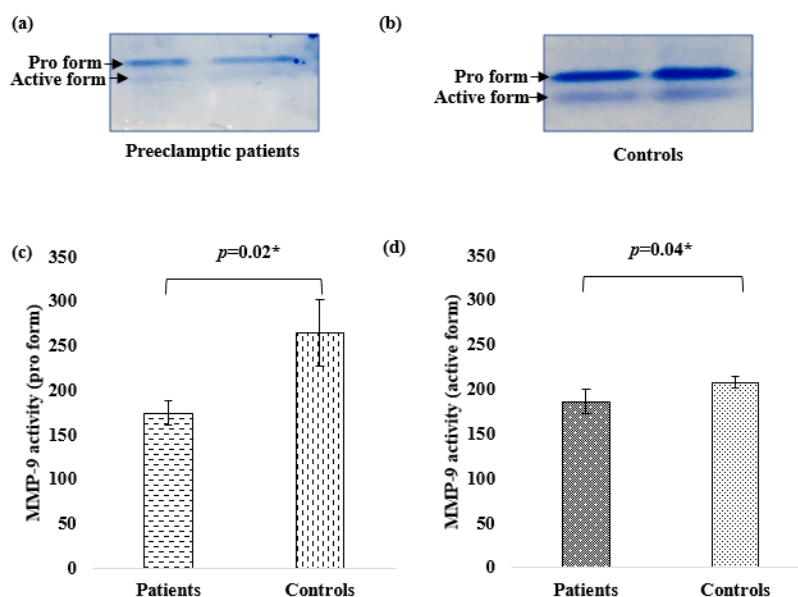 (a)
Pro form
Active form
Preeclamptic patients
(b)
Pro form
Active form
Controls
(c)
p=0.02*
MMP-9 activity (pro form)
350
300
250
200
150
100
50
0
Patients Controls
(d)
p=0.04*
MMP-9 activity (active form)
350
300
250
200
150
100
50
0
Patients Controls